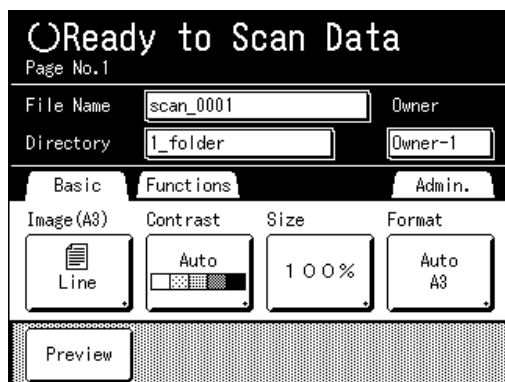 Ready to Scan Data
Page No.1
File Name scan_0001 Owner
Directory 1_folder Owner-1
Basic Functions Admin.
Image(A3) Contrast Size Format
Auto Auto
Line 100% A3
Preview